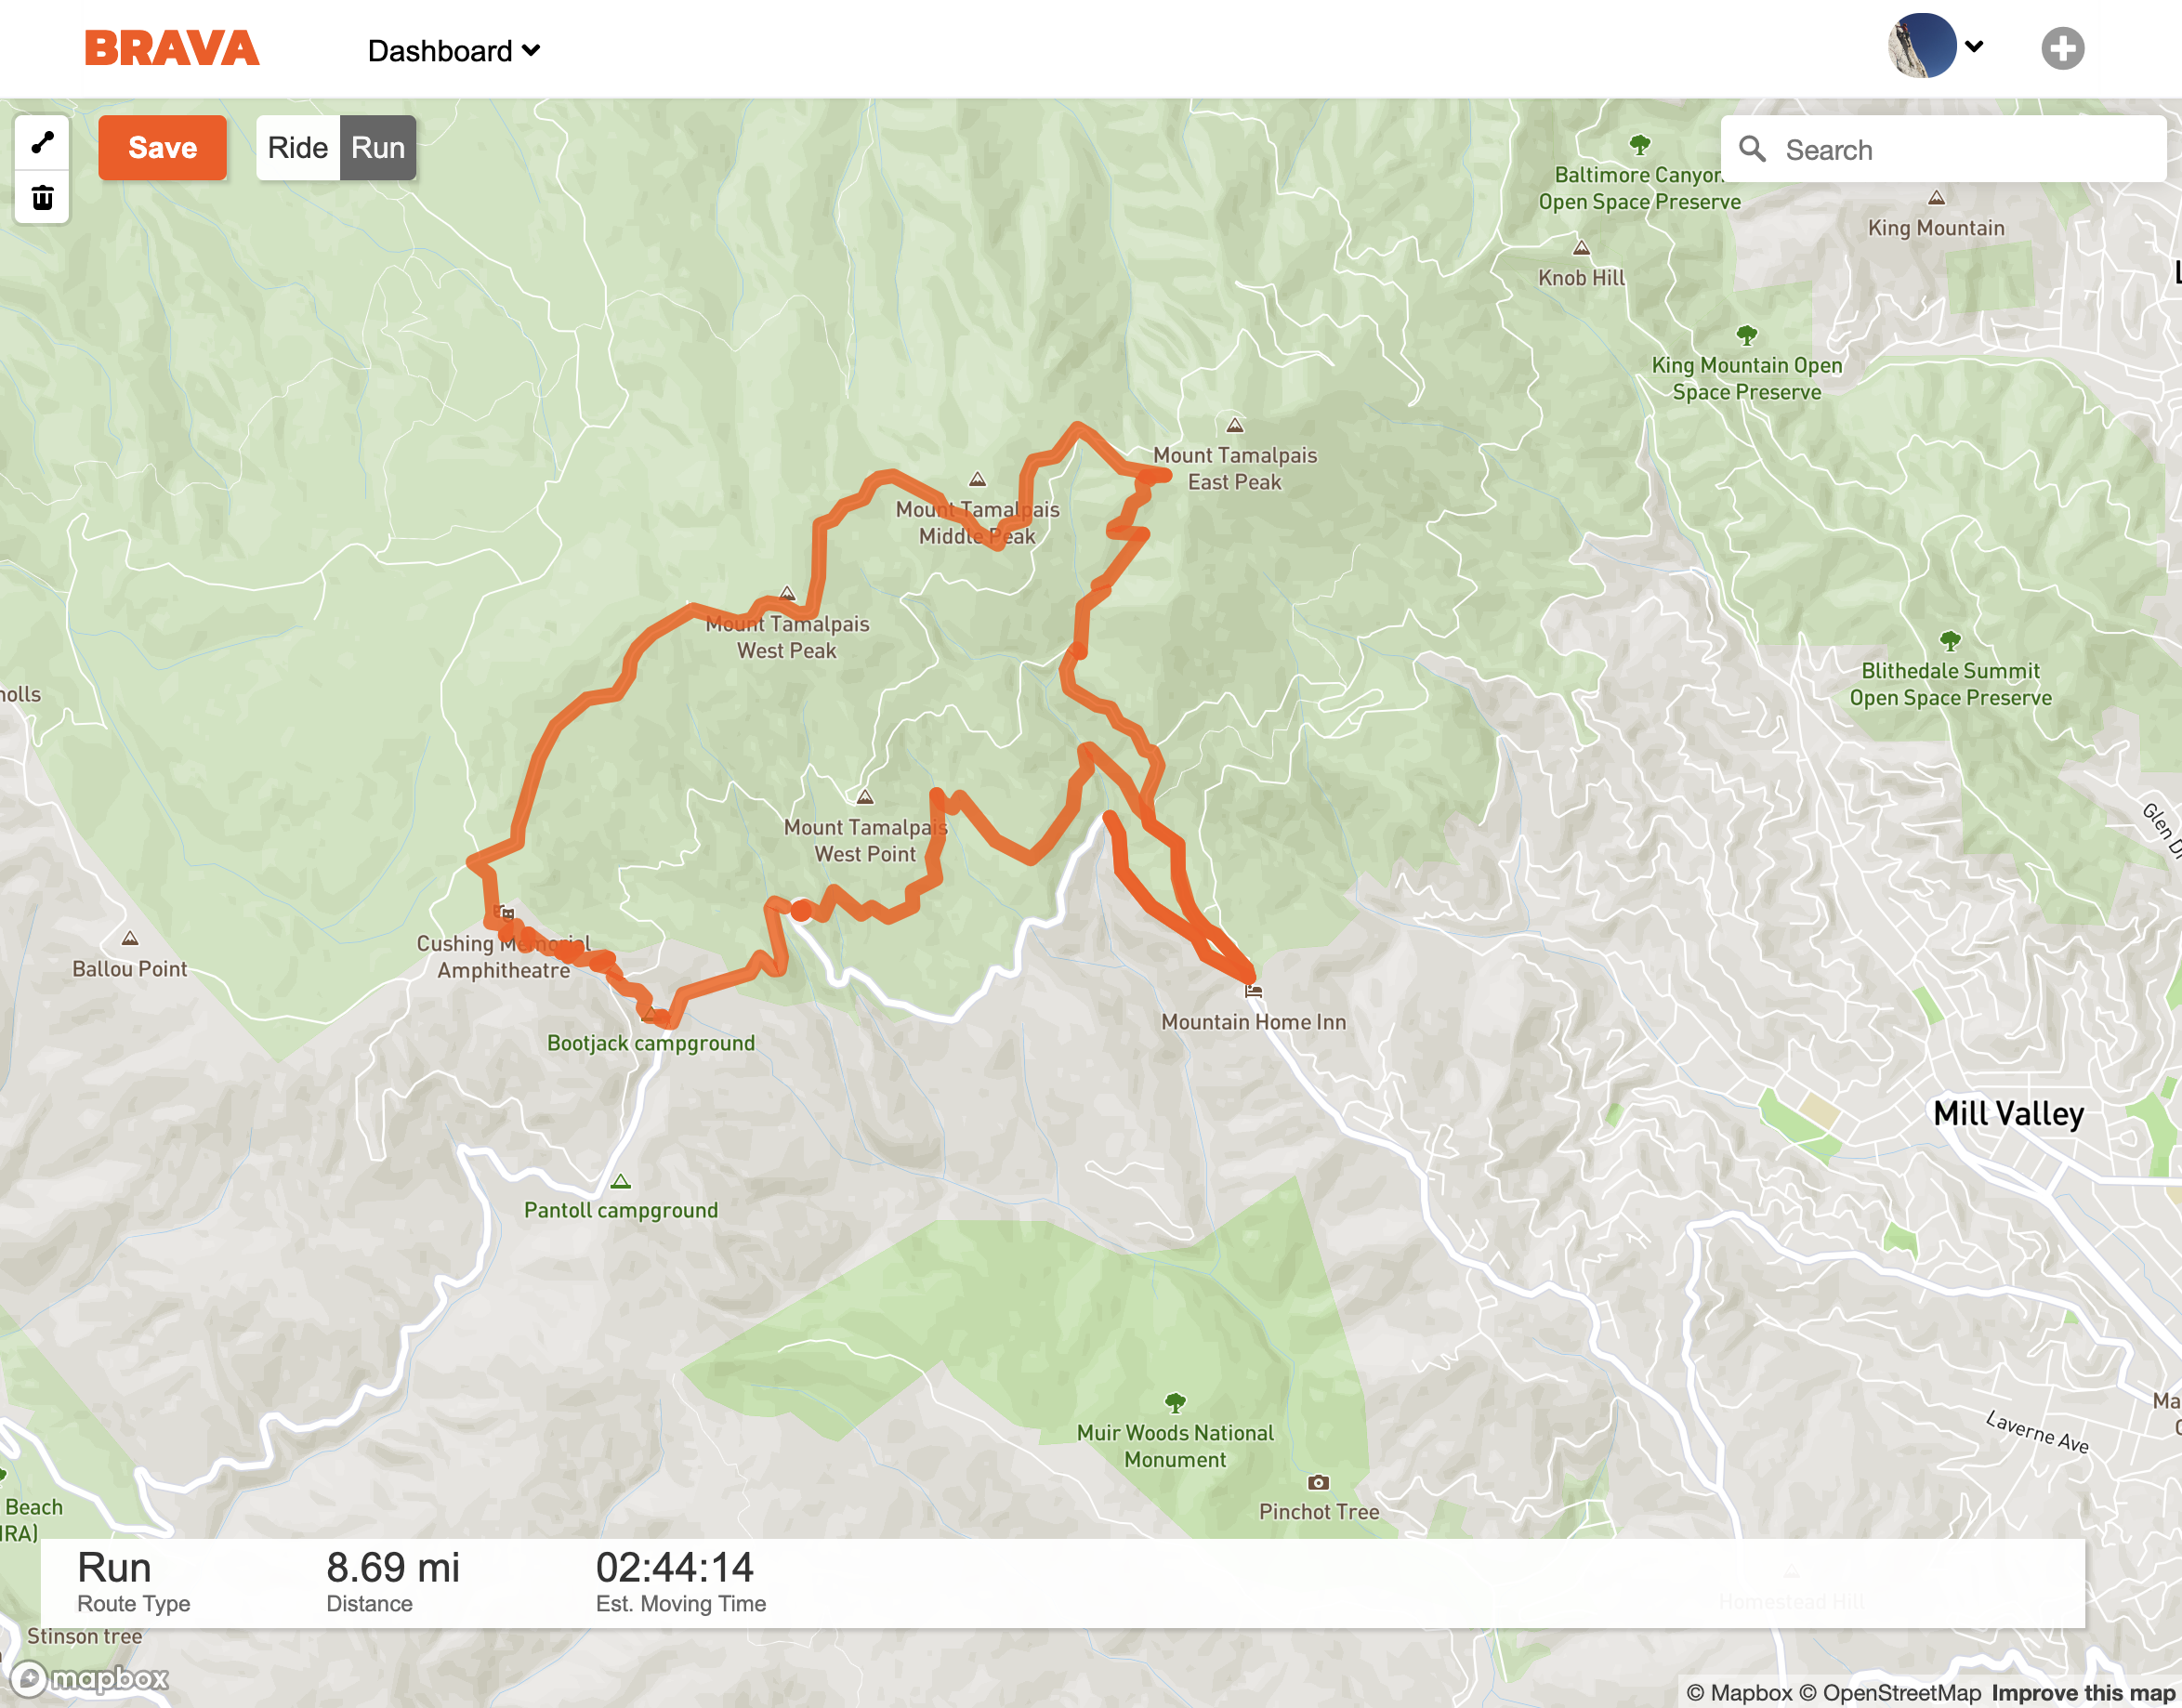 BRAVA
Dashboard
Save
Ride
Run
Search
Baltimore Canyon
Open Space Preserve
King Mountain
Knob Hill
King Mountain Open
Space Preserve
Mount Tamalpais
East Peak
Mount Tamalpais
Middle Peak
Mount Tamalpais
West Peak
Blithedale Summit
Open Space Preserve
nolls
Mount Tamalpais
West Point
Glen Dr
Cushing Memorial
Amphitheatre
Ballou Point
Bootjack campground
Mountain Home Inn
Mill Valley
Pantoll campground
Muir Woods National
Monument
Laverne Ave
Ma
Pinchot Tree
Beach
IRA)
Run
8.69 mi
02:44:14
Route Type
Distance
Est. Moving Time
Homestead Hill
Stinson tree
mapbox
© Mapbox © OpenStreetMap Improve this map